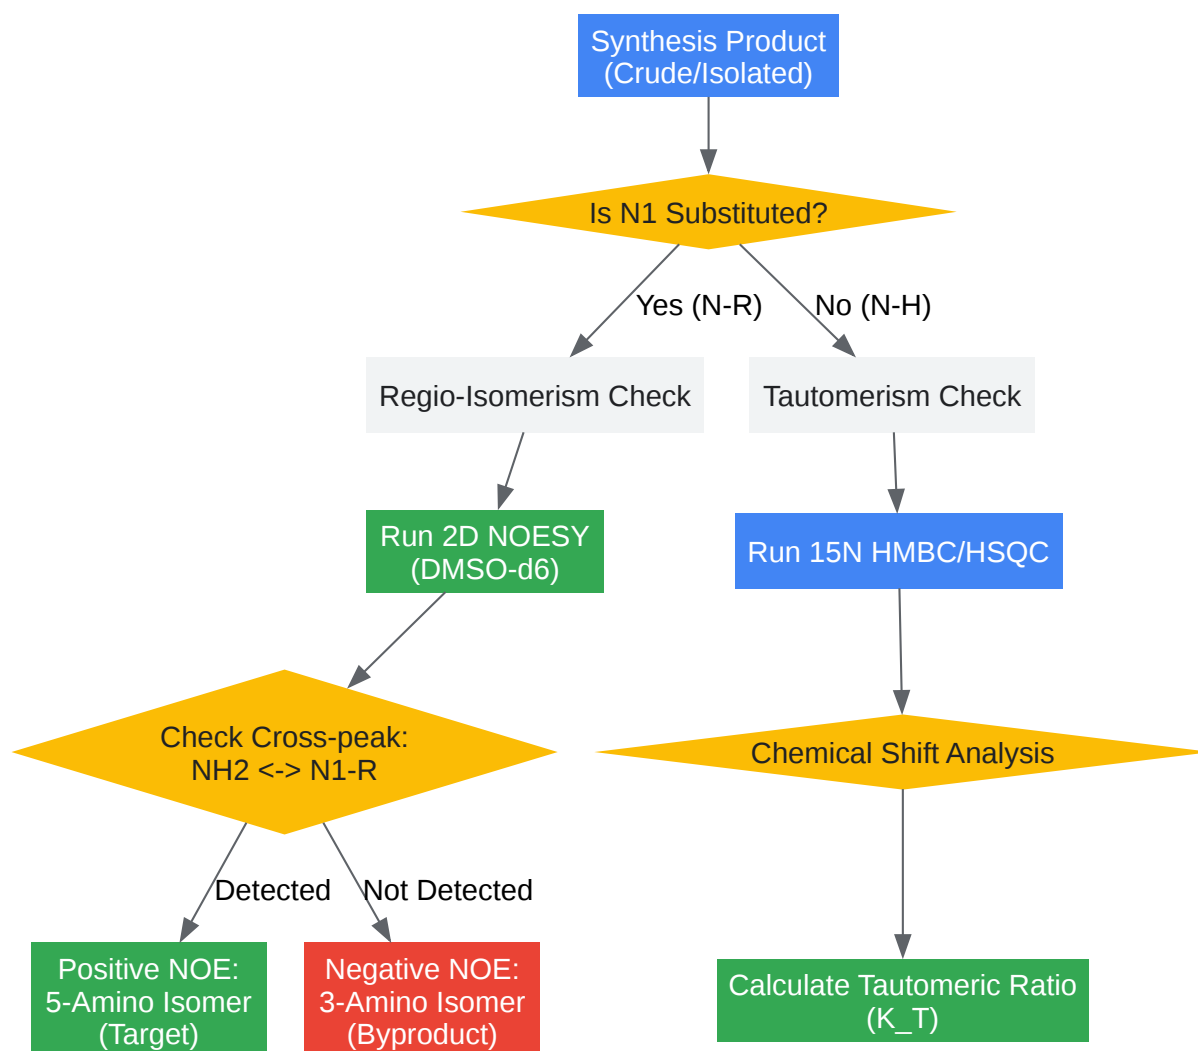 Synthesis Product
(Crude/Isolated)
Is N1 Substituted?
Yes (N-R)
No (N-H)
Regio-Isomerism Check
Tautomerism Check
Run 2D NOESY
(DMSO-d6)
Run 15N HMBC/HSQC
Check Cross-peak:
NH2 <-> N1-R
Chemical Shift Analysis
Detected
Not Detected
Positive NOE:
5-Amino Isomer
(Target)
Negative NOE:
3-Amino Isomer
(Byproduct)
Calculate Tautomeric Ratio
(K_T)